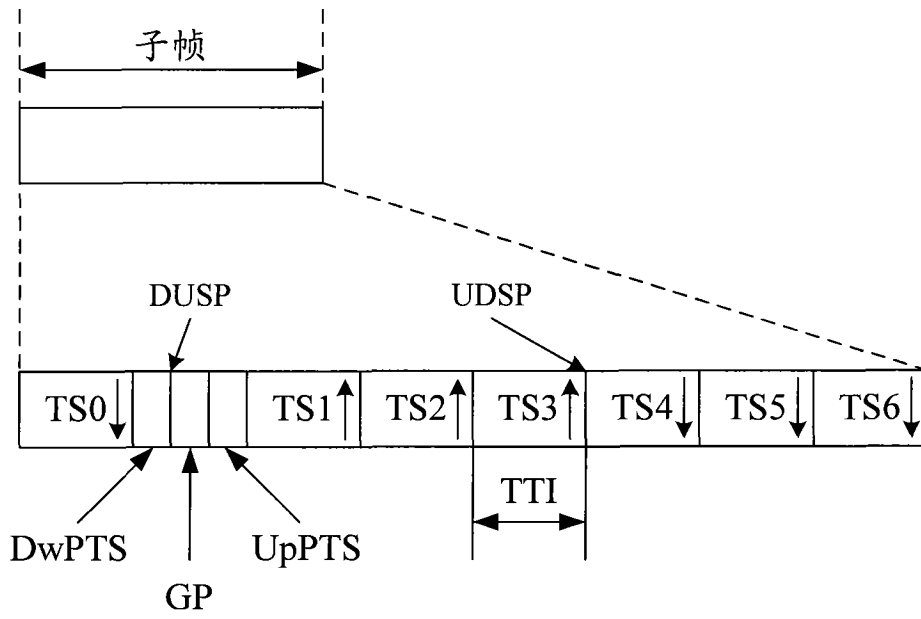 子帧
DUSP
UDSP
TS0
TS1
TS2
TS3
TS4
TS5
TS6
TTI
DwPTS
UpPTS
GP